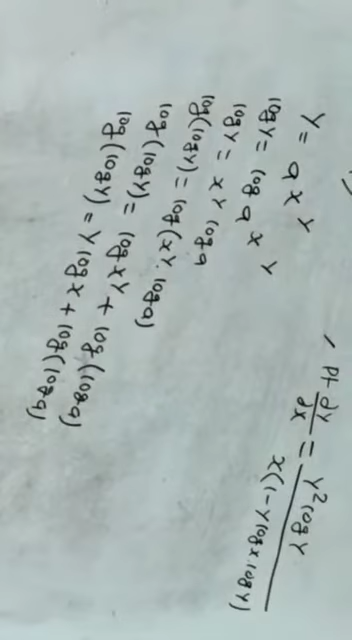 y = a x y
log y = log a x y
log y = x^y log a
log(log y) = log(x^y. log a)
log(log y) = log x^y + log(log a)
log(log y) = y log x + log(log a)
PT dy/dx = y^2 log y / x(1-y log x. log y)